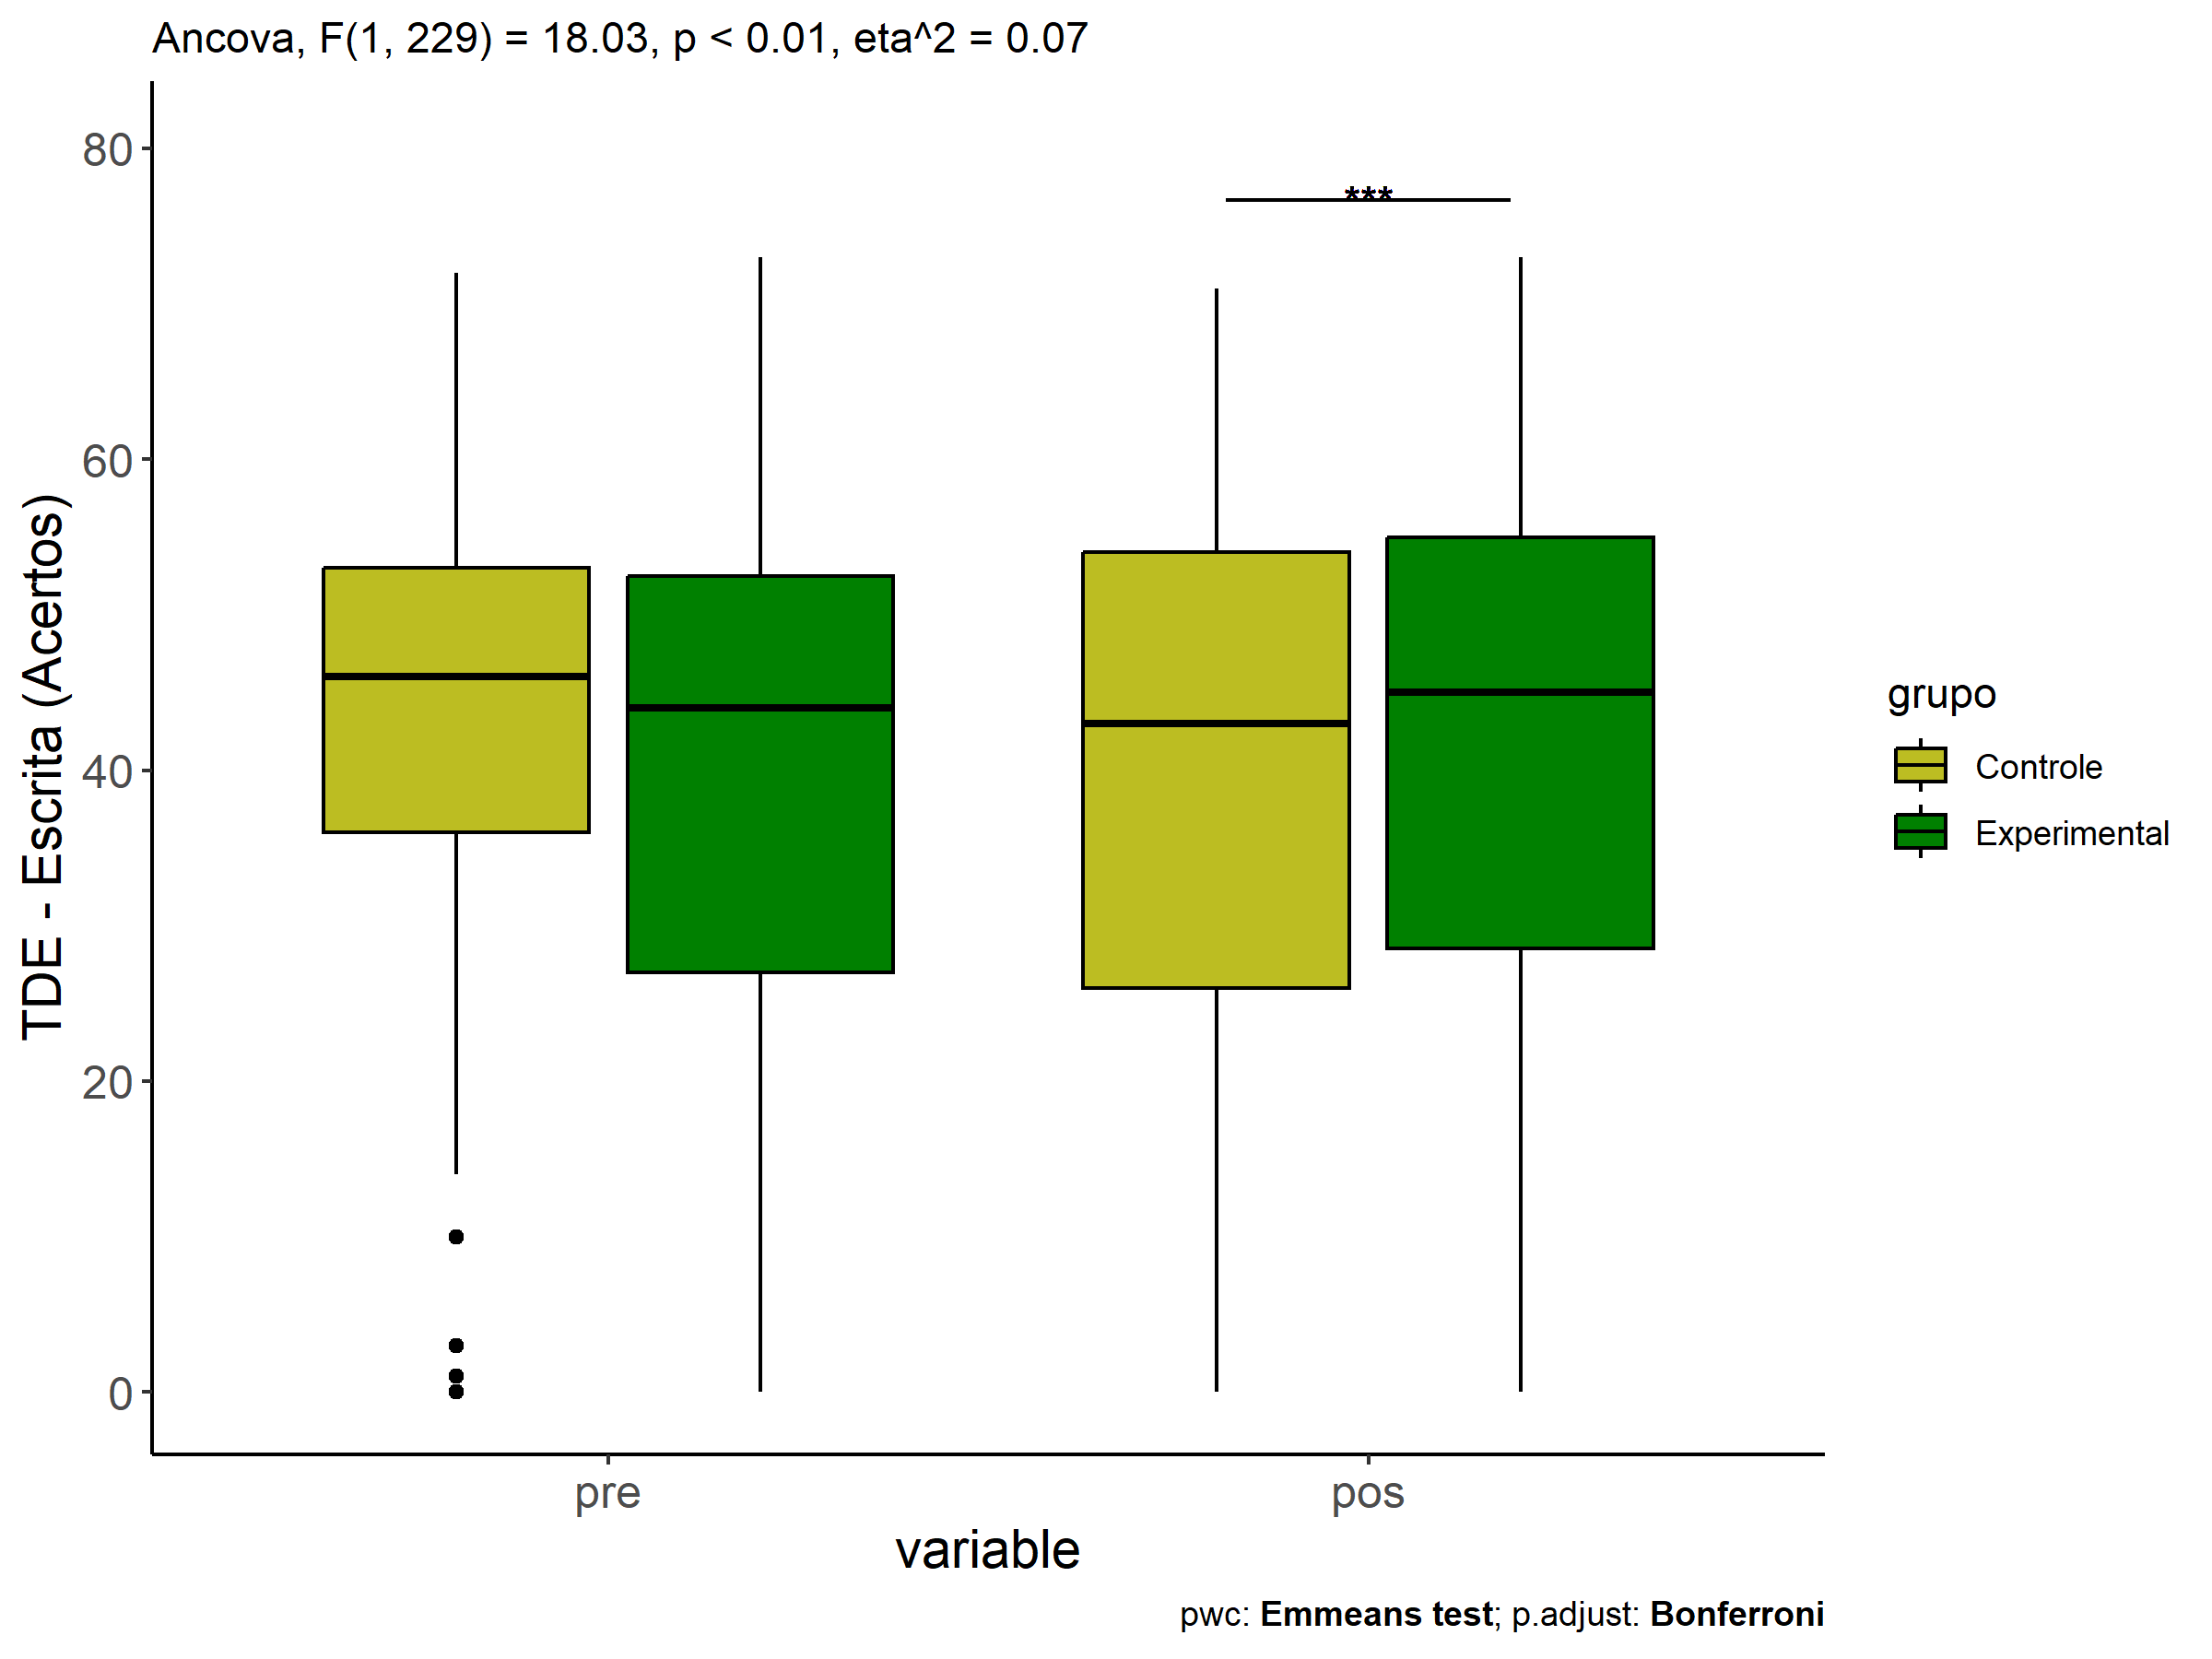 Ancova, F(1, 229) = 18.03, p < 0.01, eta^2 = 0.07
TDE - Escrita (Acertos)
80
60
40
20
0
***
pre
pos
variable
grupo
Controle
Experimental
pwc: Emmeans test; p.adjust: Bonferroni